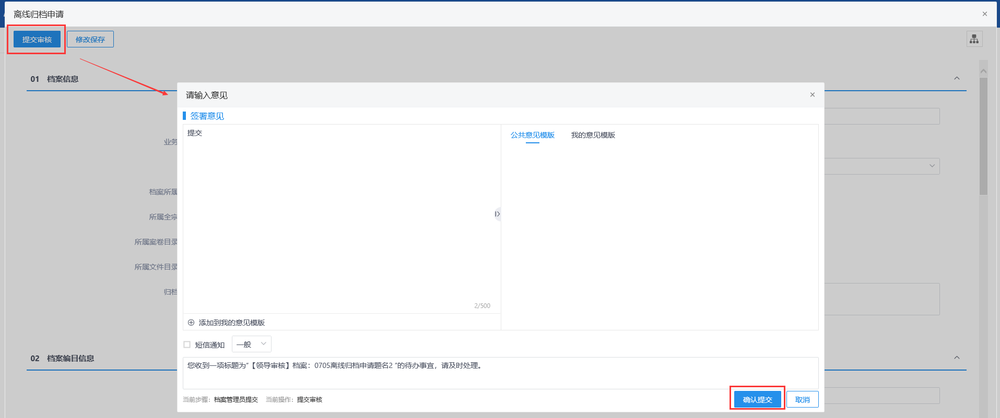 离线归档申请
提交审核 修改保存
01 档案信息
请输入意见
签署意见
提交
公共意见模版 我的意见模版
业务
档案所属
所属全宗
所属案卷目录
所属文件目录
归档
2/500
添加到我的意见模版
短信通知 一般
02 档案编目信息
您收到一项标题为“【领导审核】档案：0705离线归档申请题名2 ”的待办事宜，请及时处理。
当前步骤：档案管理员提交 当前操作：提交审核
确认提交 取消